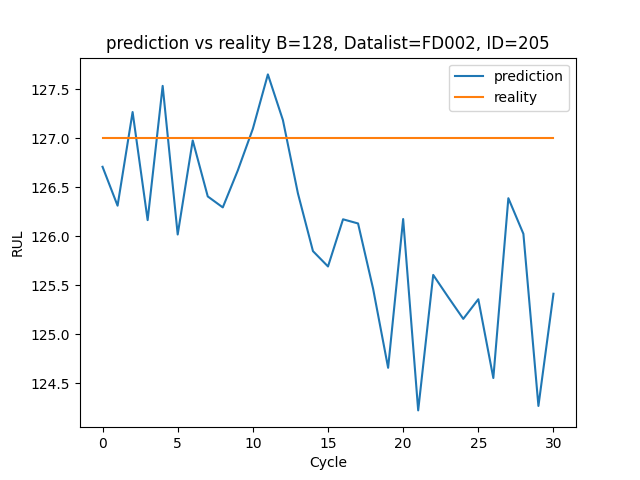 prediction vs reality B=128, Datalist=FD002, ID=205
prediction
reality
127.5
127.0
126.5
126.0
125.5
125.0
124.5
RUL
0 5 10 15 20 25 30
Cycle